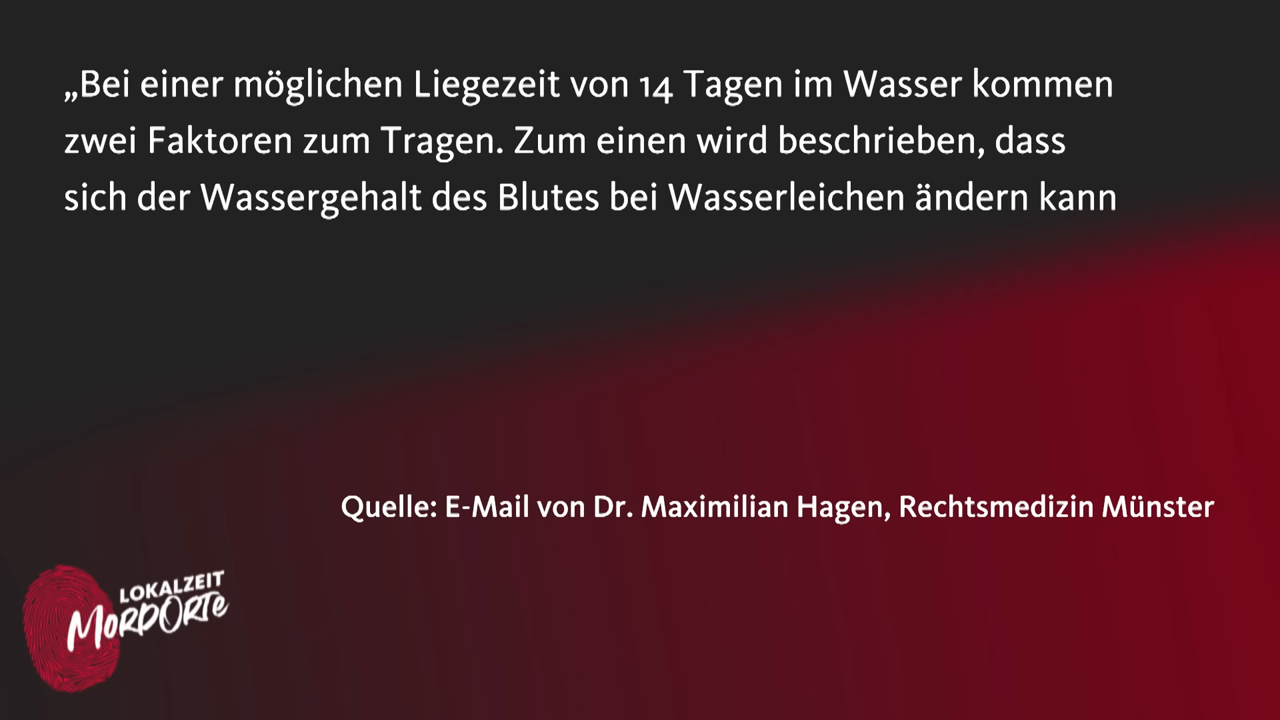 „Bei einer möglichen Liegezeit von 14 Tagen im Wasser kommen
zwei Faktoren zum Tragen. Zum einen wird beschrieben, dass
sich der Wassergehalt des Blutes bei Wasserleichen ändern kann
Quelle: E-Mail von Dr. Maximilian Hagen, Rechtsmedizin Münster
LOKALZEIT
MORDORTE